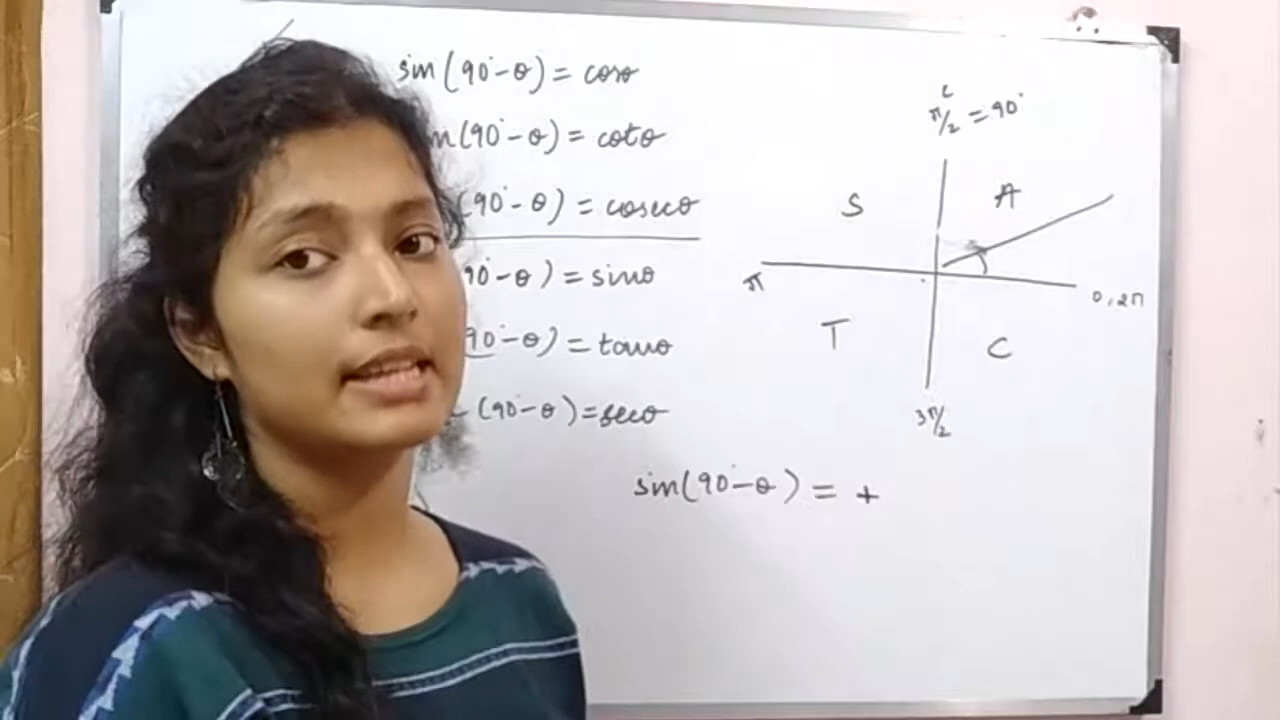 sin(90°-θ) = cosθ
n(90°-θ) = cotθ
(90°-θ) = cosecθ
90°-θ) = sinθ
90-θ) = tanθ
(90-θ) = secθ
sin(90°-θ) = +
c
π/2 = 90°
S A
π 0, 2π
T C
3π/2